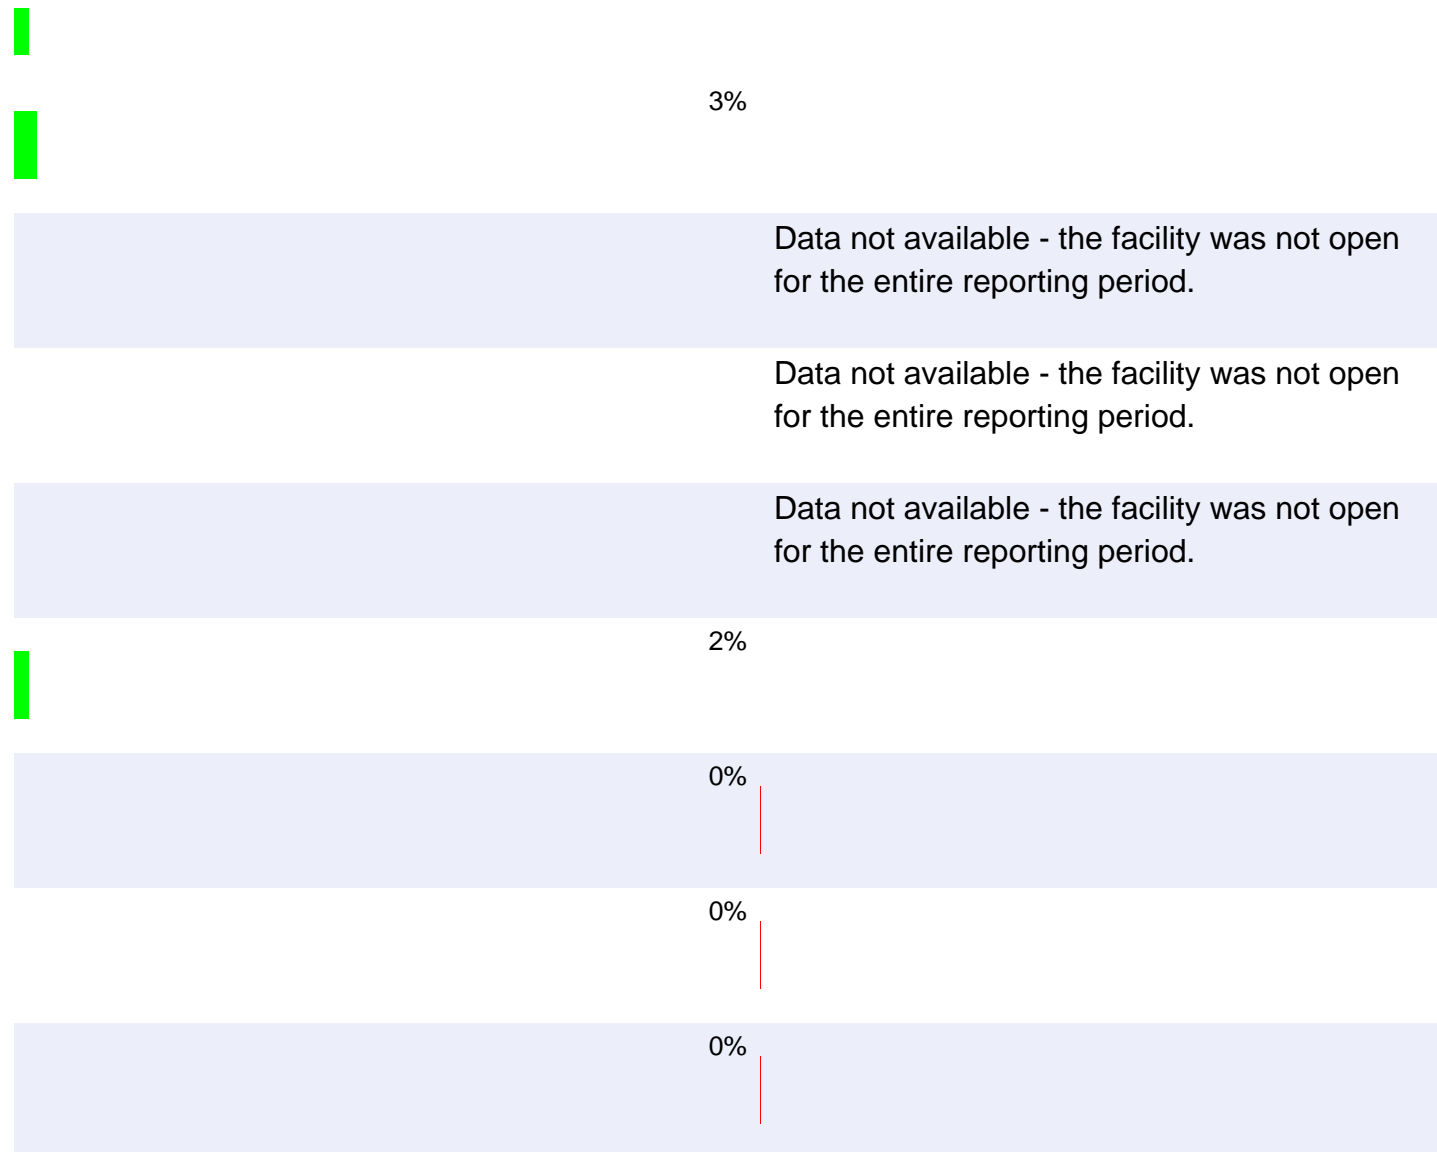 3%
Data not available - the facility was not open
for the entire reporting period.
Data not available - the facility was not open
for the entire reporting period.
Data not available - the facility was not open
for the entire reporting period.
2%
0%
0%
0%